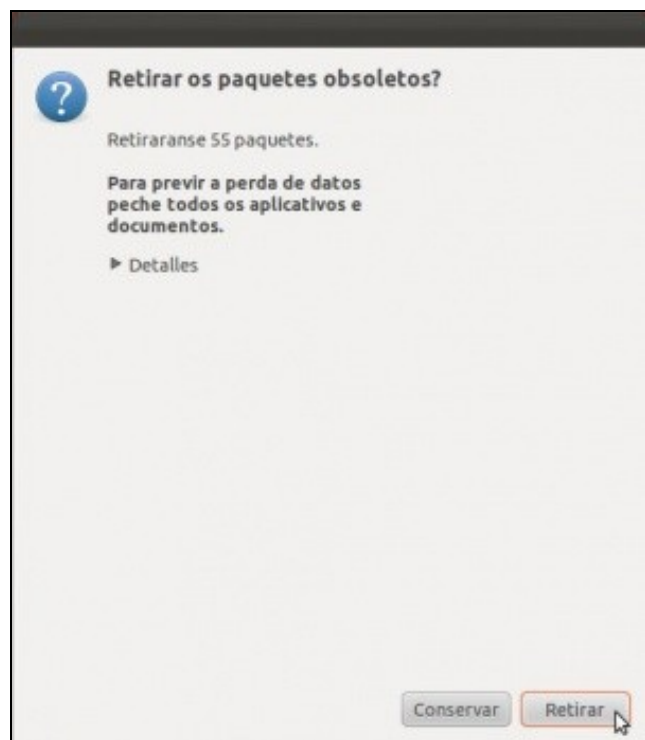 Retirar os paquetes obsoletos?
Retiraranse 55 paquetes.
Para previr a perda de datos
peche todos os aplicativos e
documentos.
Detalles
Conservar Retirar